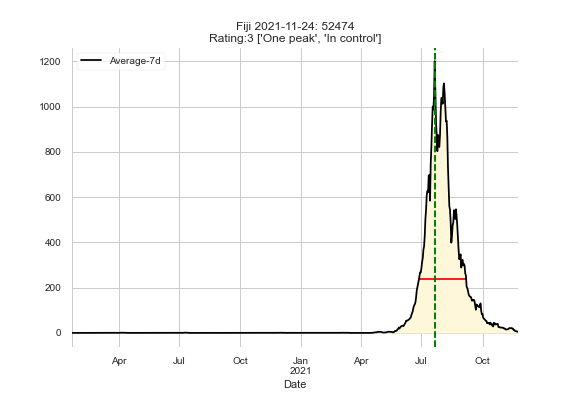 Fiji 2021-11-24: 52474
Rating:3 ['One peak', 'In control']
Average-7d
1200
1000
800
600
400
200
0
Apr Jul Oct Jan Apr Jul Oct
2021
Date